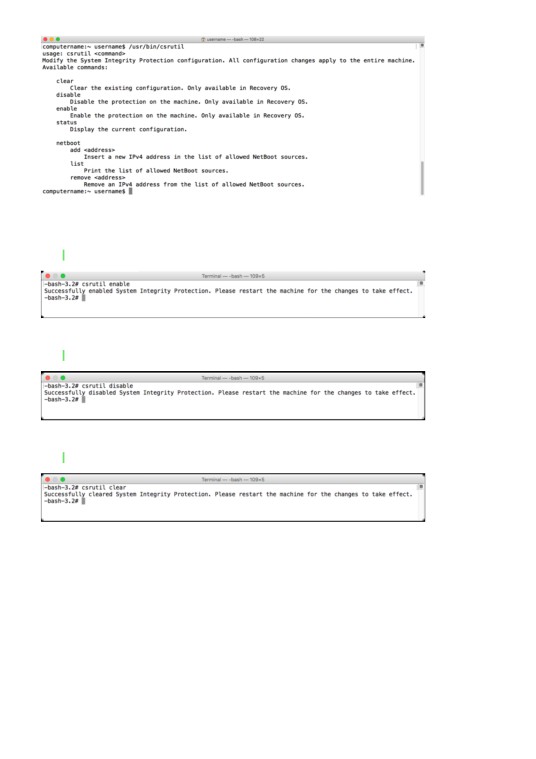 username — -bash — 109×22
computername:~ username$ /usr/bin/csrutil
usage: csrutil <command>
Modify the System Integrity Protection configuration. All configuration changes apply to the entire machine.
Available commands:
clear
Clear the existing configuration. Only available in Recovery OS.
disable
Disable the protection on the machine. Only available in Recovery OS.
enable
Enable the protection on the machine. Only available in Recovery OS.
status
Display the current configuration.
netboot
add <address>
Insert a new IPv4 address in the list of allowed NetBoot sources.
list
Print the list of allowed NetBoot sources.
remove <address>
Remove an IPv4 address from the list of allowed NetBoot sources.
computername:~ username$
Terminal — -bash — 109×5
-bash-3.2# csrutil enable
Successfully enabled System Integrity Protection. Please restart the machine for the changes to take effect.
-bash-3.2#
Terminal — -bash — 109×5
-bash-3.2# csrutil disable
Successfully disabled System Integrity Protection. Please restart the machine for the changes to take effect.
-bash-3.2#
Terminal — -bash — 109×5
-bash-3.2# csrutil clear
Successfully cleared System Integrity Protection. Please restart the machine for the changes to take effect.
-bash-3.2#